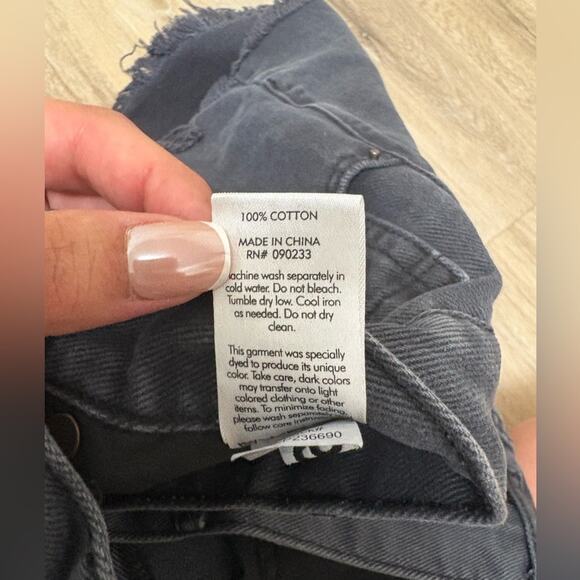 100% COTTON
MADE IN CHINA
RN# 090233
Machine wash separately in
cold water. Do not bleach.
Tumble dry low. Cool iron
as needed. Do not dry
clean.
This garment was specially
dyed to produce its unique
color. Take care, dark colors
may transfer onto light
colored clothing or other
items. To minimize fading,
please wash separately
follow care
236690